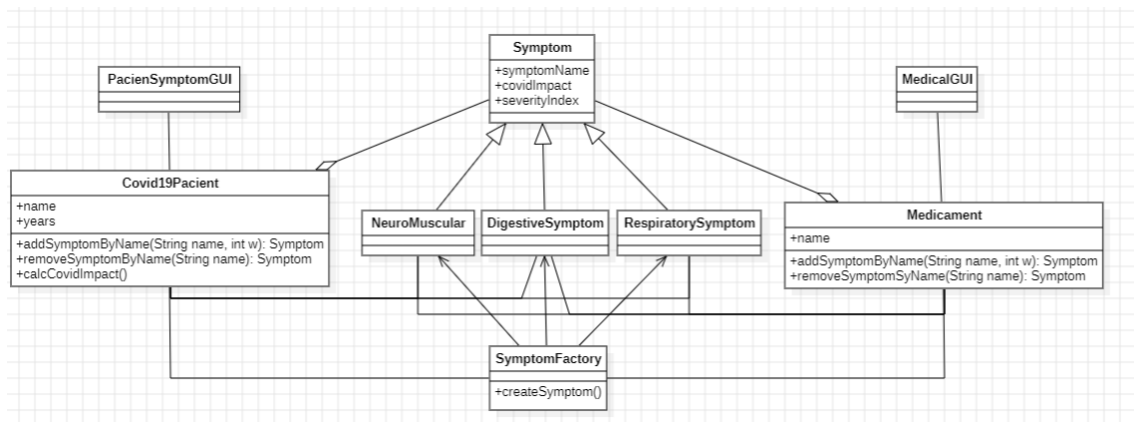 Symptom
+symptomName
+covidImpact
+severityIndex
PacienSymptomGUI
MedicalGUI
Covid19Pacient
+name
+years
+addSymptomByName(String name, int w): Symptom
+removeSymptomByName(String name): Symptom
+calcCovidImpact()
NeuroMuscular
DigestiveSymptom
RespiratorySymptom
Medicament
+name
+addSymptomByName(String name, int w): Symptom
+removeSymptomSyName(String name): Symptom
SymptomFactory
+createSymptom()